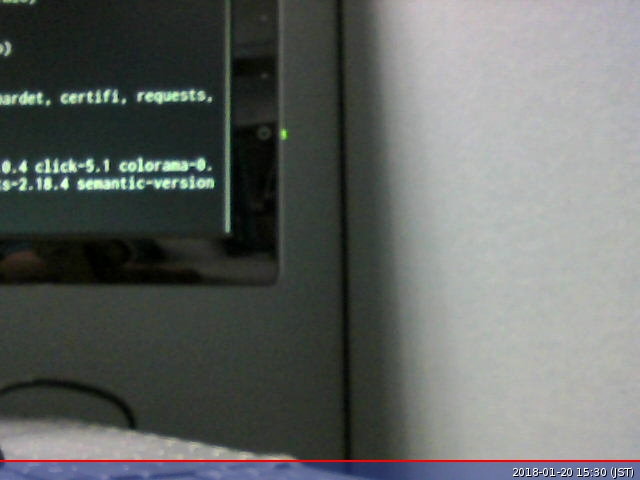 ardet, certifi, requests,
0.4 click-5.1 colorama-0.
s-2.18.4 semantic-version
2018-01-20 15:30 (JST)